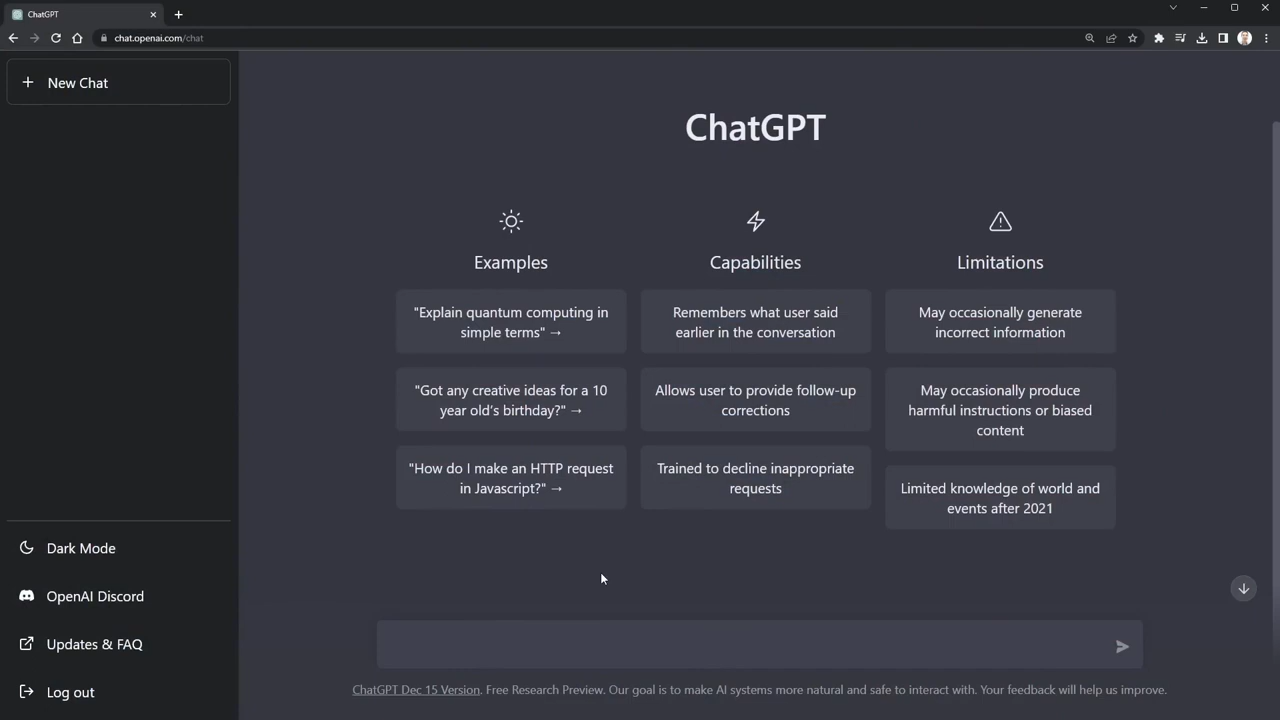 ChatGPT
chat.openai.com/chat
New Chat
ChatGPT
Examples
"Explain quantum computing in
simple terms" →
"Got any creative ideas for a 10
year old's birthday?" →
"How do I make an HTTP request
in Javascript?" →
Capabilities
Remembers what user said
earlier in the conversation
Allows user to provide follow-up
corrections
Trained to decline inappropriate
requests
Limitations
May occasionally generate
incorrect information
May occasionally produce
harmful instructions or biased
content
Limited knowledge of world and
events after 2021
Dark Mode
OpenAI Discord
Updates & FAQ
Log out
ChatGPT Dec 15 Version. Free Research Preview. Our goal is to make AI systems more natural and safe to interact with. Your feedback will help us improve.